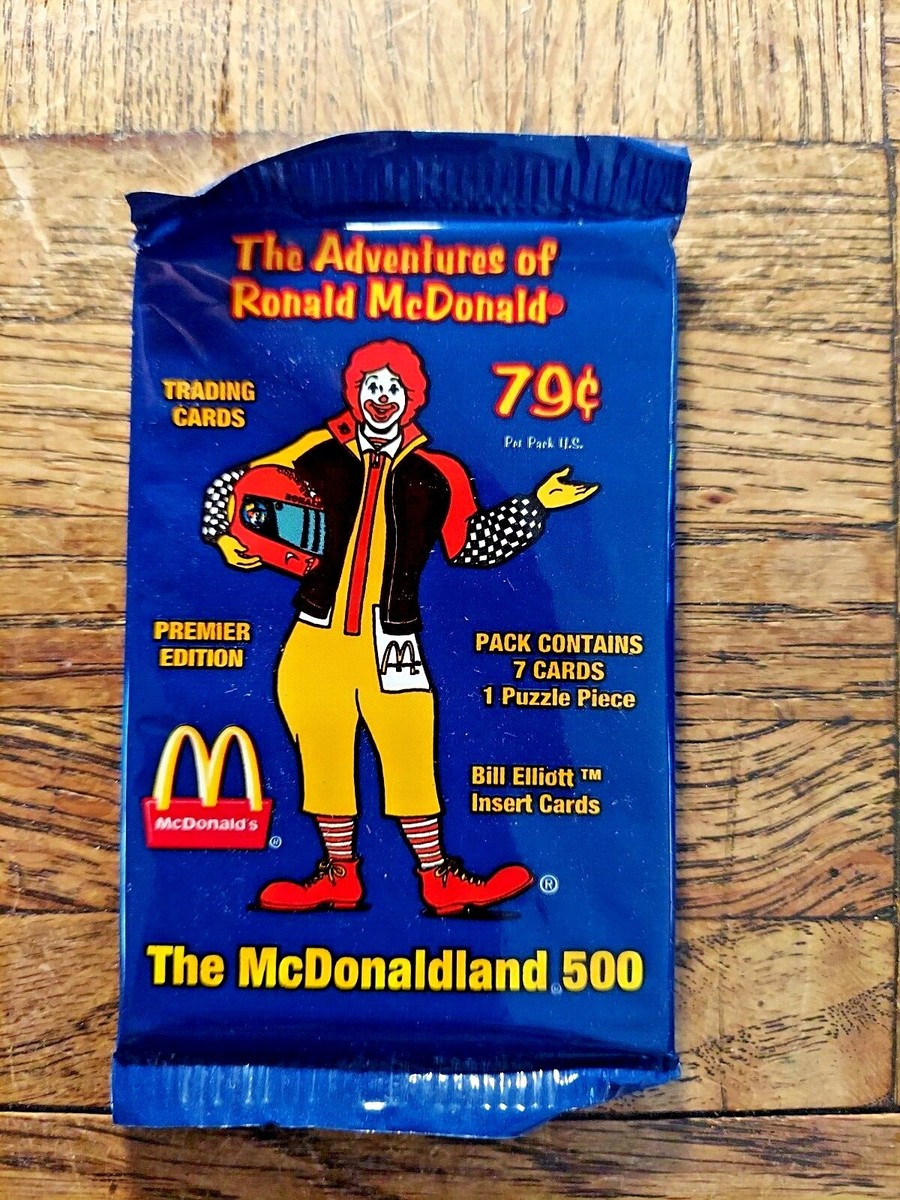 The Adventures of
Ronald McDonald®
TRADING
CARDS
79¢
Per Pack U.S.
PREMIER
EDITION
PACK CONTAINS
7 CARDS
1 Puzzle Piece
McDonald's
®
Bill Elliott ™
Insert Cards
®
The McDonaldland® 500